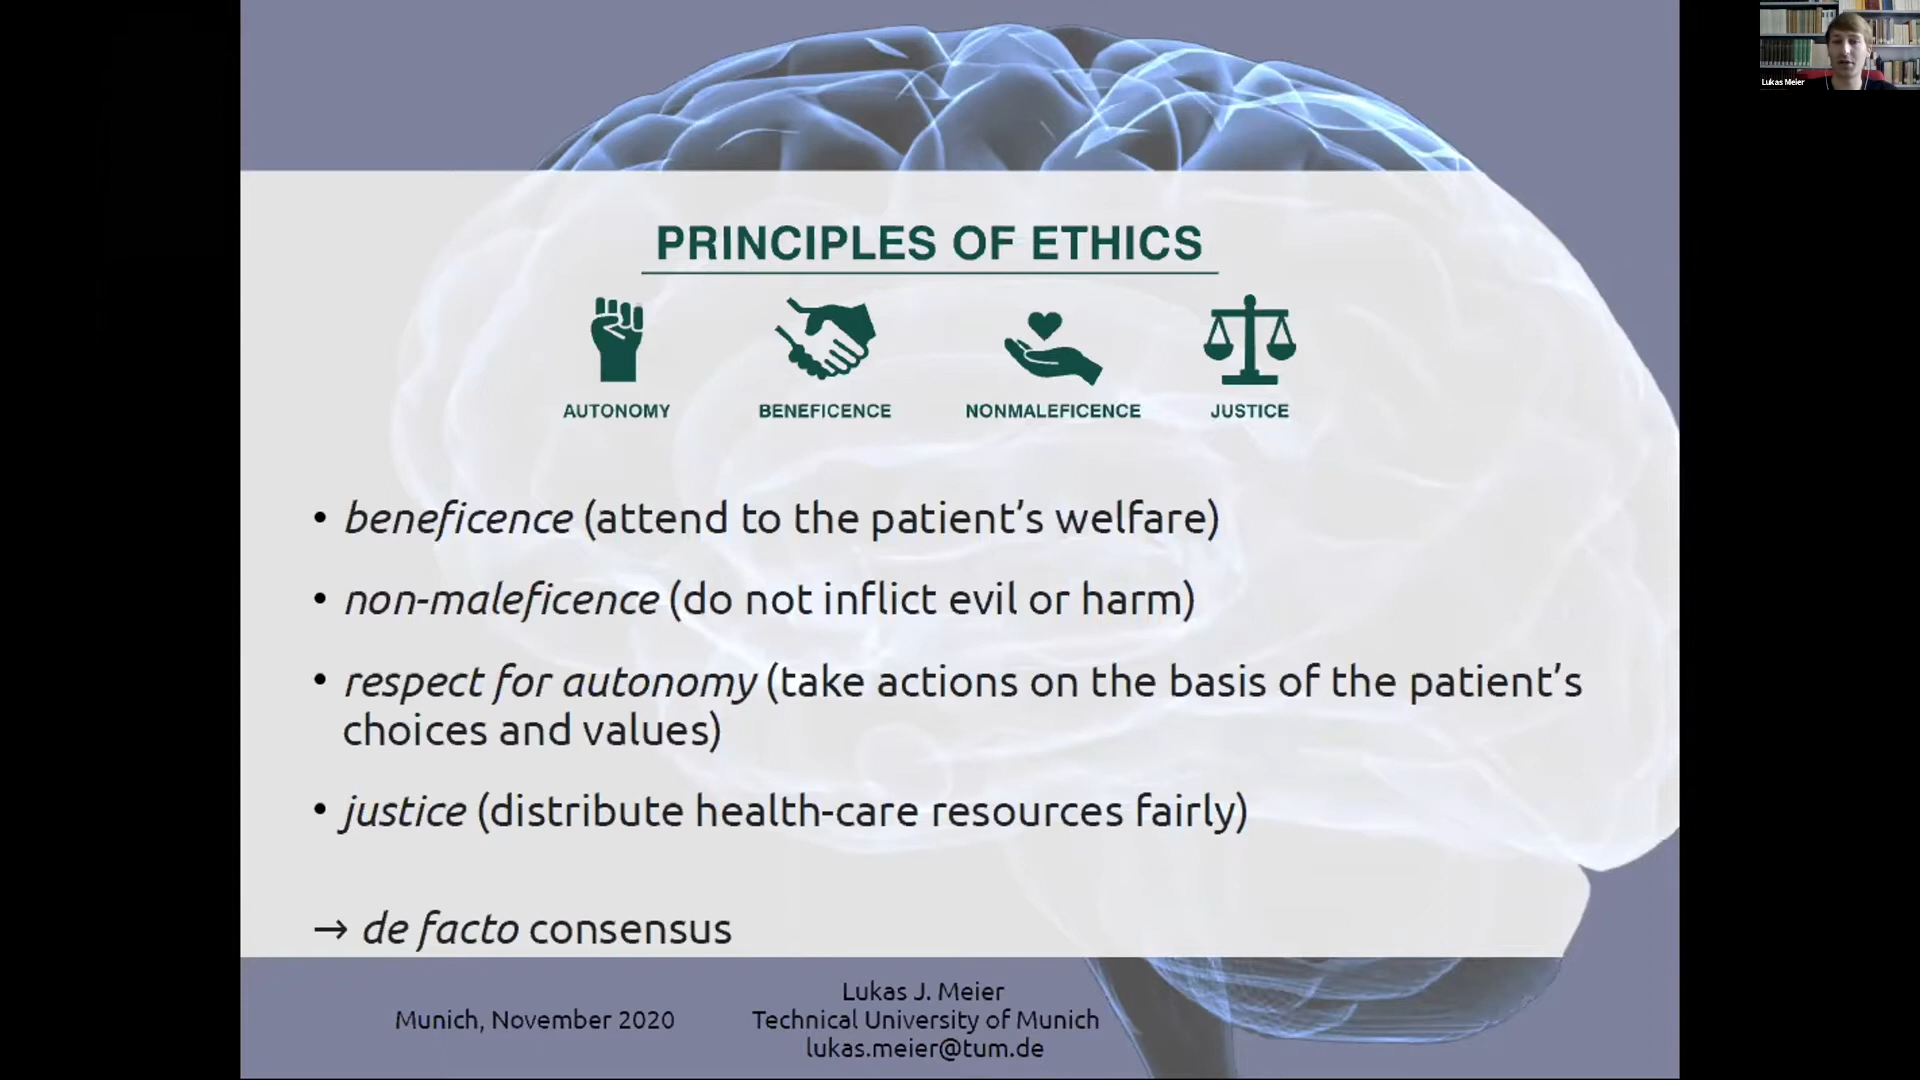 PRINCIPLES OF ETHICS
AUTONOMY
BENEFICENCE
NONMALEFICENCE
JUSTICE
• beneficence (attend to the patient’s welfare)
• non-maleficence (do not inflict evil or harm)
• respect for autonomy (take actions on the basis of the patient’s
choices and values)
• justice (distribute health-care resources fairly)
→ de facto consensus
Munich, November 2020
Lukas J. Meier
Technical University of Munich
lukas.meier@tum.de
Lukas Meier